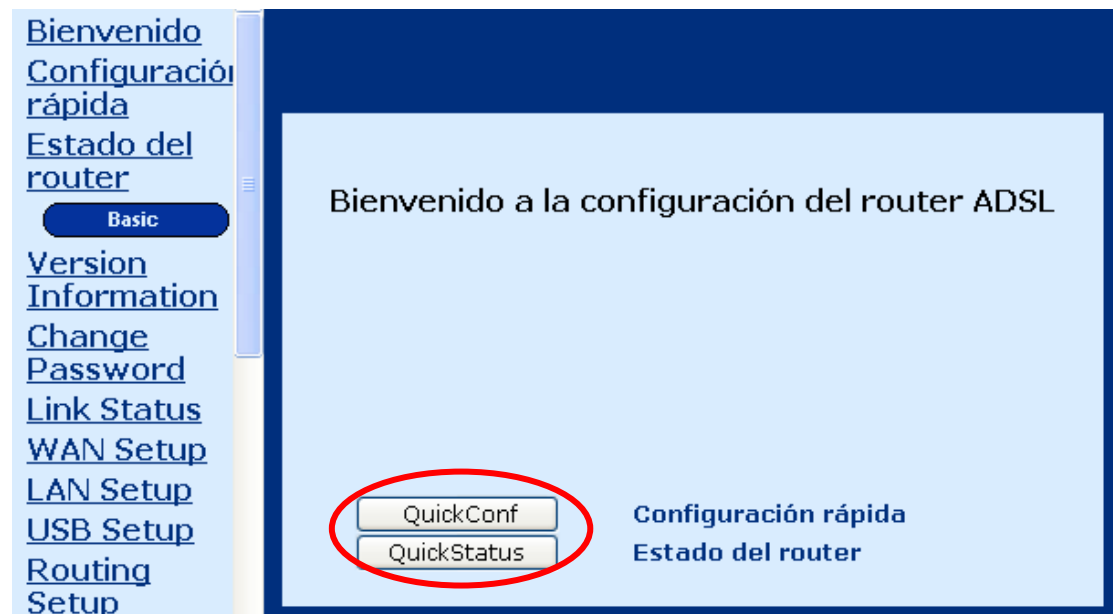 Bienvenido
Configuración
rápida
Estado del
router
Basic
Version
Information
Change
Password
Link Status
WAN Setup
LAN Setup
USB Setup
Routing
Setup
Bienvenido a la configuración del router ADSL
QuickConf Configuración rápida
QuickStatus Estado del router